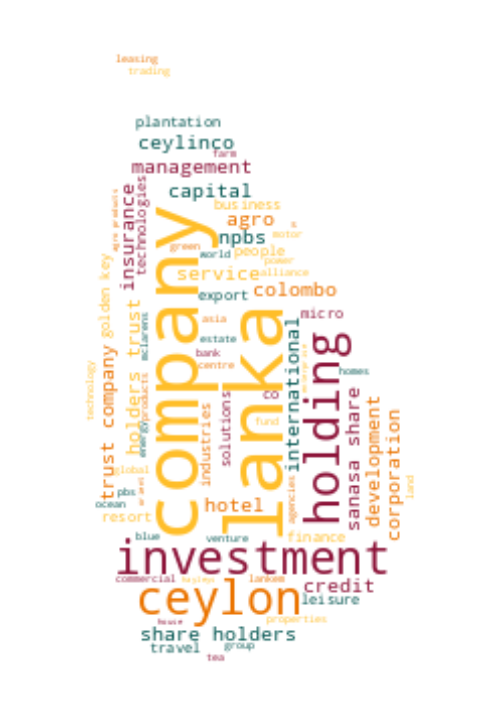 leasing
trading
plantation
ceylinco
farm
management
technologies
insurance
agro products
capital
business
agro
s
npbs
motor
green
world
people
power
service
alliance
golden key
export
colombo
company
lanka
asia
micro
estate
international
holding
holders trust
mclarens
bank
centre
homes
technology
trust company
products
energy
industries
solutions
co
fund
sanasa share
development
corporation
land
global
pbs
ocean
hotel
agencies
resort
blue
venture
finance
investment
commercial
hayleys
lankem
credit
ceylon
leisure
house
properties
share holders
travel
group
tea